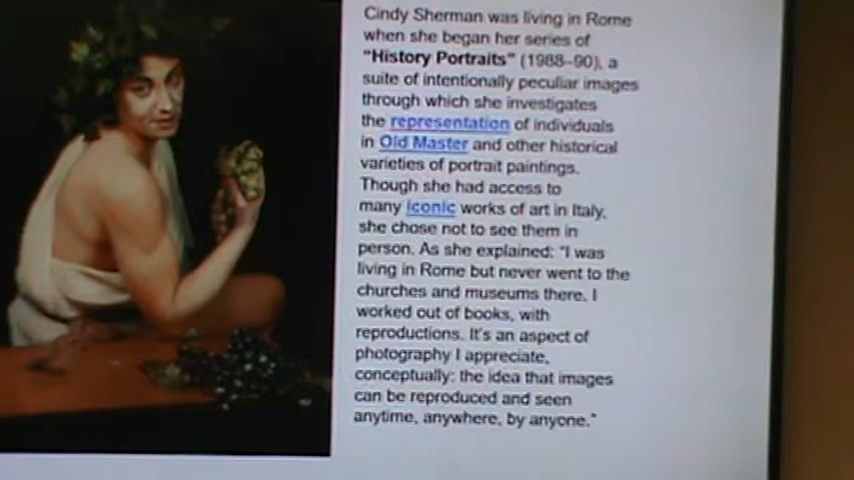 Cindy Sherman was living in Rome
when she began her series of
“History Portraits” (1988–90), a
suite of intentionally peculiar images
through which she investigates
the representation of individuals
in Old Master and other historical
varieties of portrait paintings.
Though she had access to
many iconic works of art in Italy,
she chose not to see them in
person. As she explained: “I was
living in Rome but never went to the
churches and museums there. I
worked out of books, with
reproductions. It’s an aspect of
photography I appreciate,
conceptually: the idea that images
can be reproduced and seen
anytime, anywhere, by anyone.”